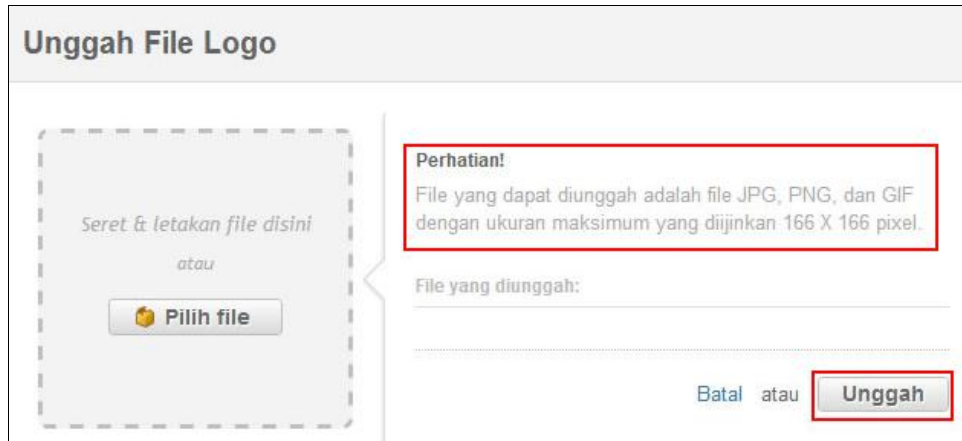 Unggah File Logo
Seret & letakan file disini
atau
Pilih file
Perhatian!
File yang dapat diunggah adalah file JPG, PNG, dan GIF
dengan ukuran maksimum yang diijinkan 166 X 166 pixel.
File yang diunggah:
Batal atau Unggah